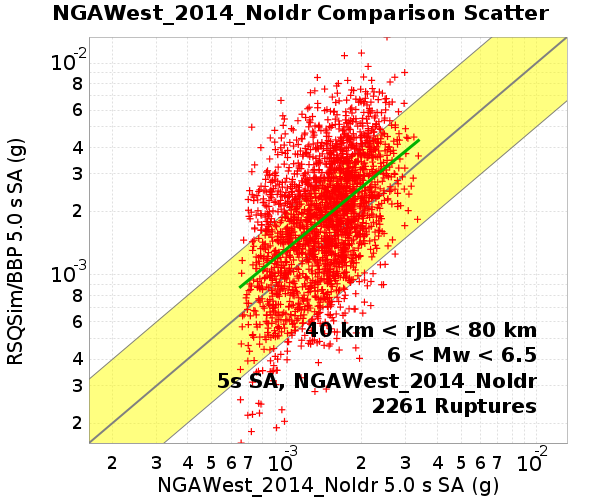 NGAWest_2014_NoIdr Comparison Scatter
RSQSim/BBP 5.0 s SA (g)
10-2
8
6
4
3
2
10-3
8
6
4
3
2
40 km < rJB < 80 km
6 < Mw < 6.5
5s SA, NGAWest_2014_NoIdr
2261 Ruptures
2 3 4 5 6 7 10-3 2 3 4 5 6 7 10-2
NGAWest_2014_NoIdr 5.0 s SA (g)